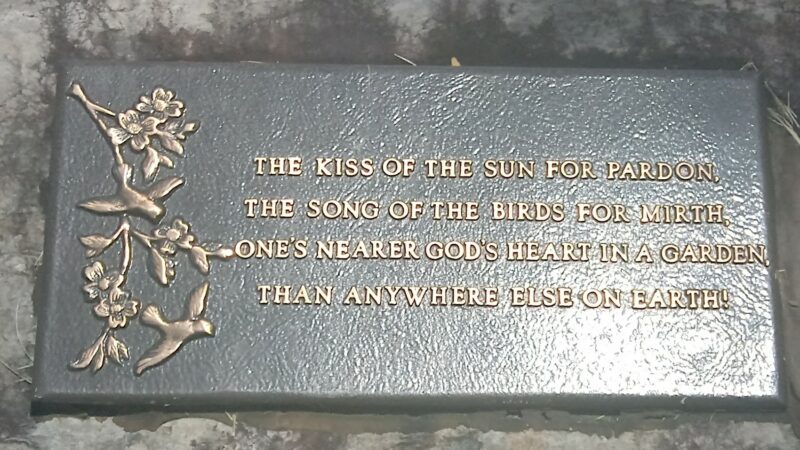 THE KISS OF THE SUN FOR PARDON,
THE SONG OF THE BIRDS FOR MIRTH,
ONE'S NEARER GOD'S HEART IN A GARDEN,
THAN ANYWHERE ELSE ON EARTH!